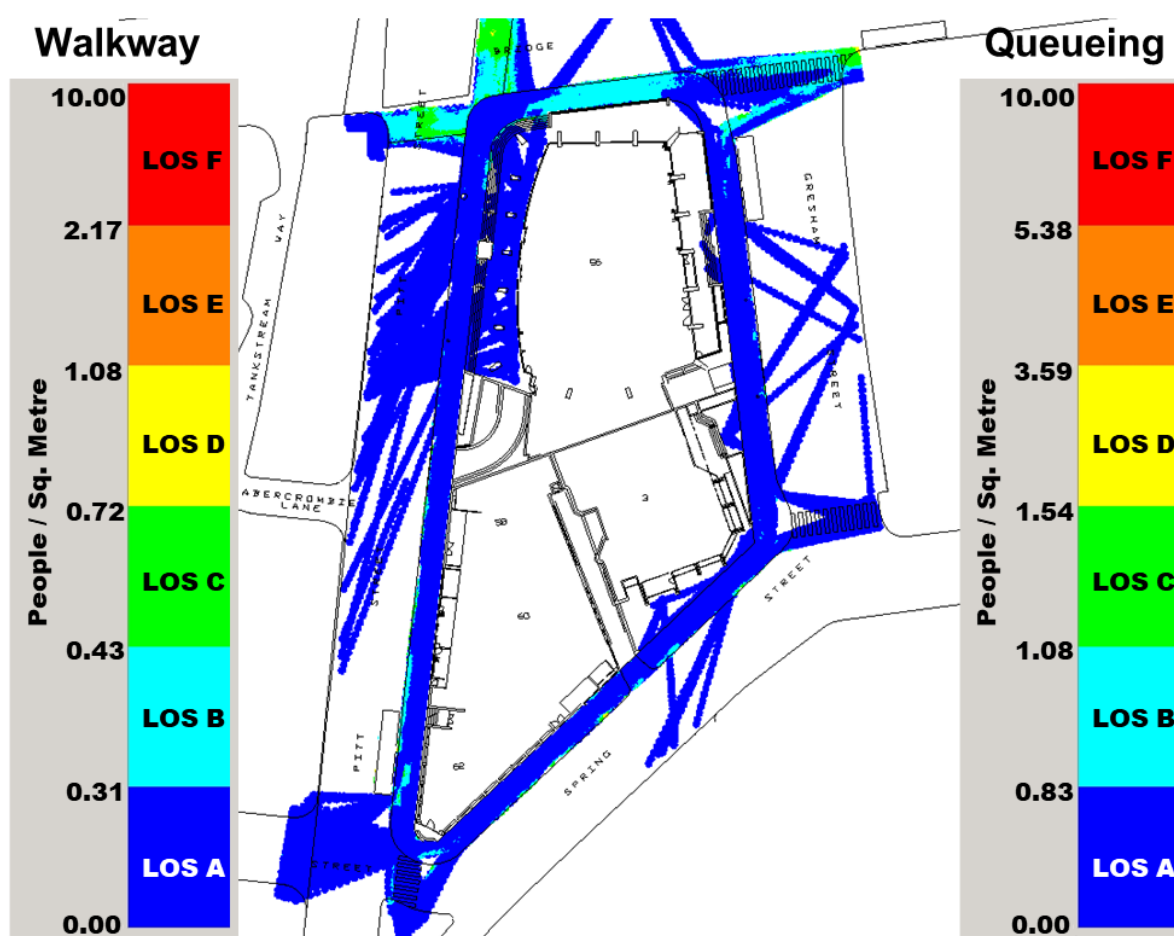 Walkway
10.00
LOS F
2.17
LOS E
1.08
LOS D
0.72
LOS C
0.43
LOS B
0.31
LOS A
0.00
People / Sq. Metre
BRIDGE
STREET
TANKSTREAM WAY
PITT
STREET
ABERCROMBIE
LANE
PITT
STREET
GRESHAM
STREET
SPRING
STREET
3
60
Queueing
10.00
LOS F
5.38
LOS E
3.59
LOS D
1.54
LOS C
1.08
LOS B
0.83
LOS A
0.00
People / Sq. Metre